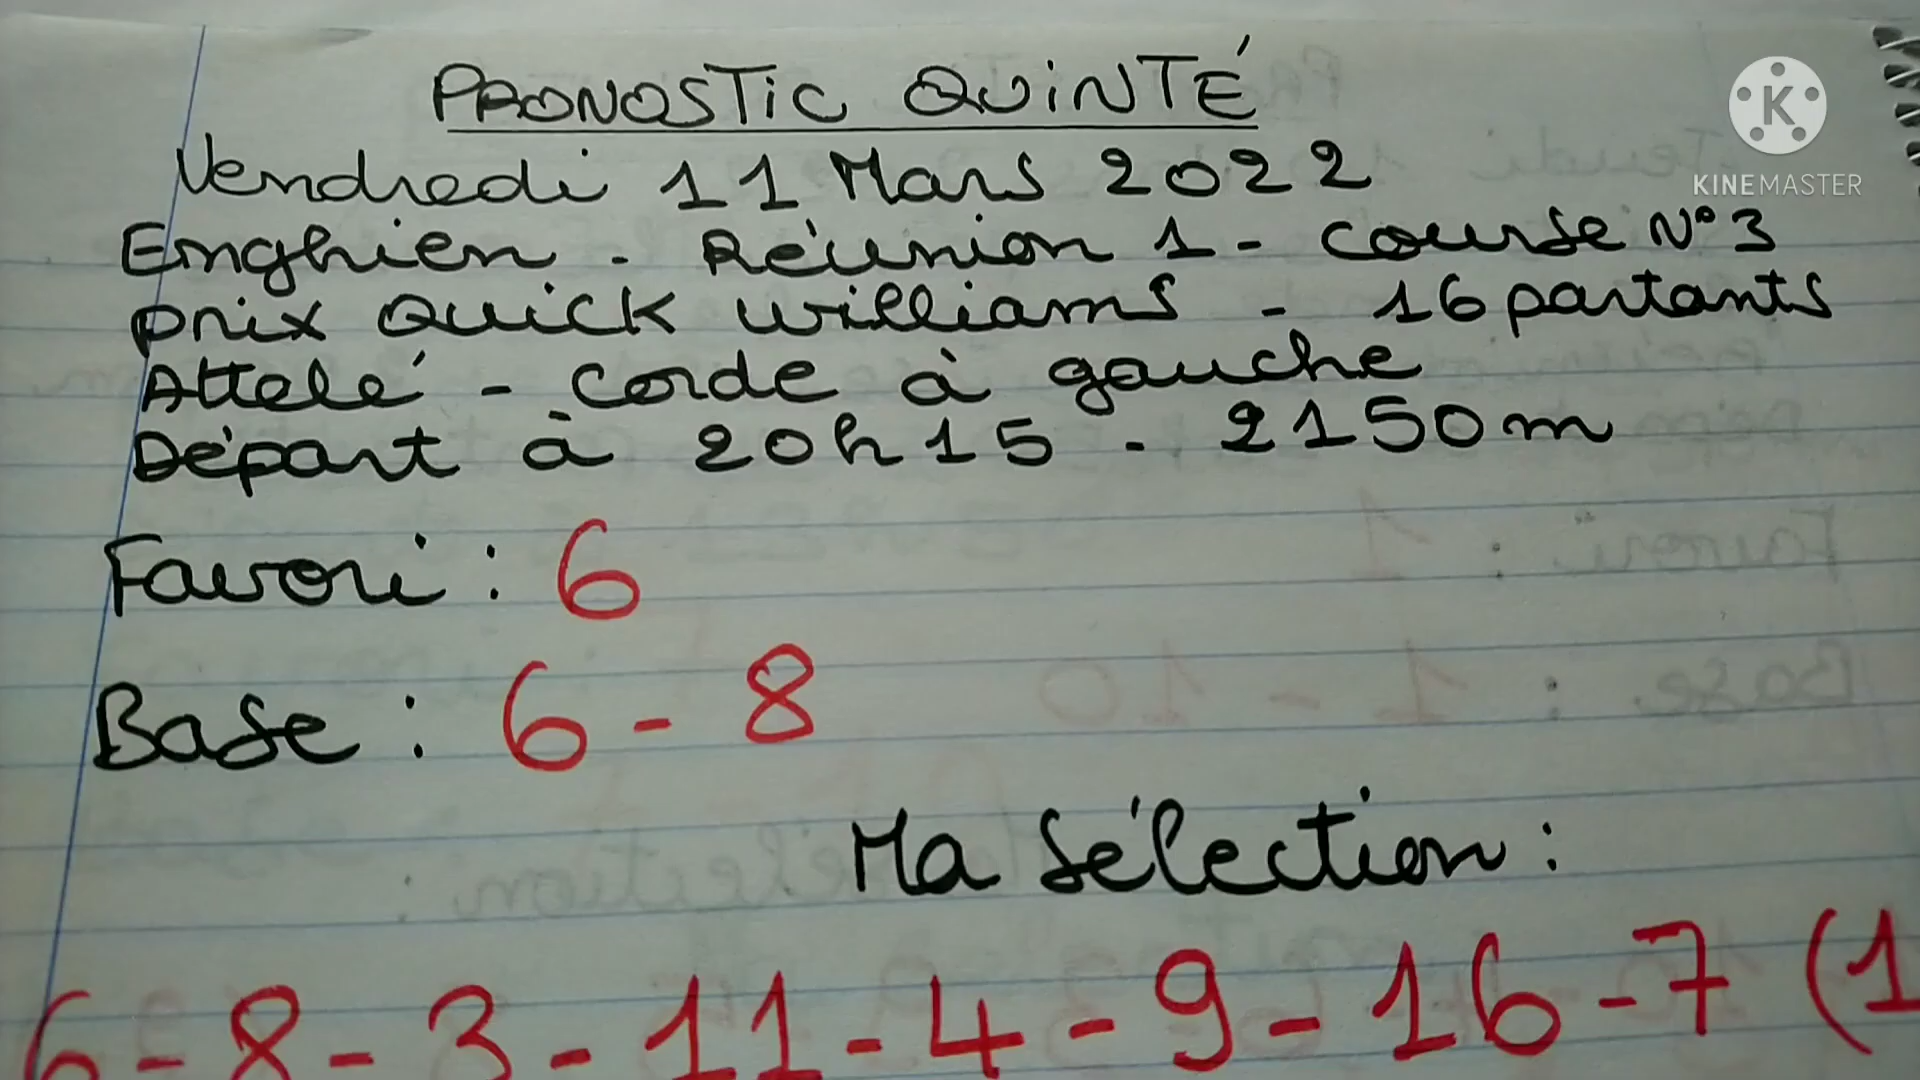 PRONOSTIC QUINTÉ
Vendredi 11 Mars 2022
Enghien - Réunion 1 - course N°3
prix Quick Williams - 16 partants
Attelé - corde à gauche
Départ à 20h15 - 2150m
Favori : 6
Base : 6 - 8
Ma sélection :
6 - 8 - 3 - 11 - 4 - 9 - 16 - 7 (1
K
KINEMASTER